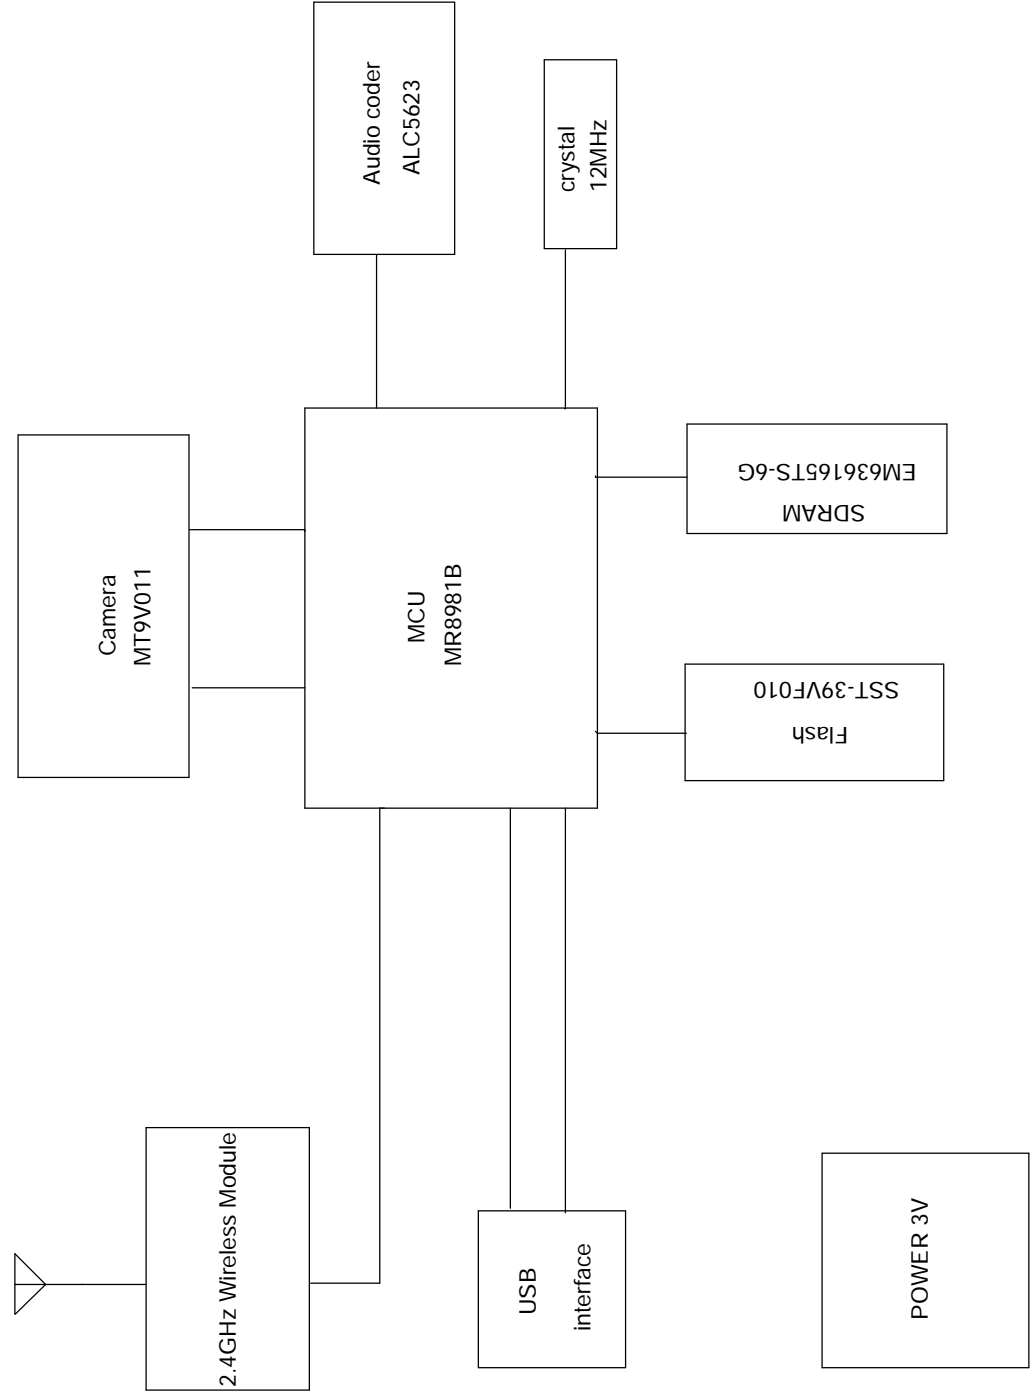 Audio coder
ALC5623
crystal
12MHz
Camera
MT9V011
MCU
MR8981B
SDRAM
EM636165TS-6G
Flash
SST-39VF010
2.4GHz Wireless Module
USB
interface
POWER 3V